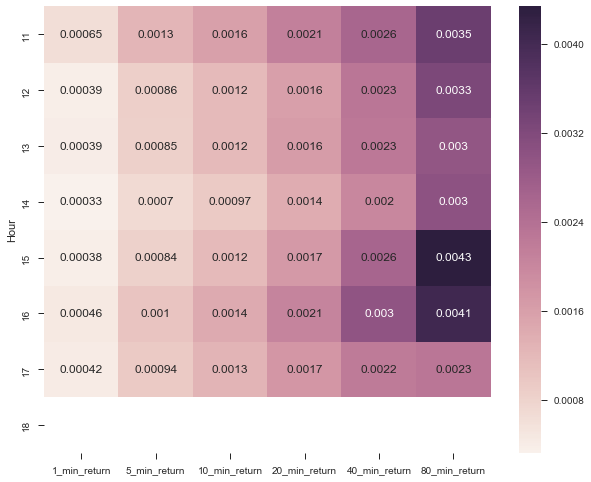 11 0.00065 0.0013 0.0016 0.0021 0.0026 0.0035
12 0.00039 0.00086 0.0012 0.0016 0.0023 0.0033
13 0.00039 0.00085 0.0012 0.0016 0.0023 0.003
14 0.00033 0.0007 0.00097 0.0014 0.002 0.003
Hour
15 0.00038 0.00084 0.0012 0.0017 0.0026 0.0043
16 0.00046 0.001 0.0014 0.0021 0.003 0.0041
17 0.00042 0.00094 0.0013 0.0017 0.0022 0.0023
18
1_min_return 5_min_return 10_min_return 20_min_return 40_min_return 80_min_return
0.0040
0.0032
0.0024
0.0016
0.0008